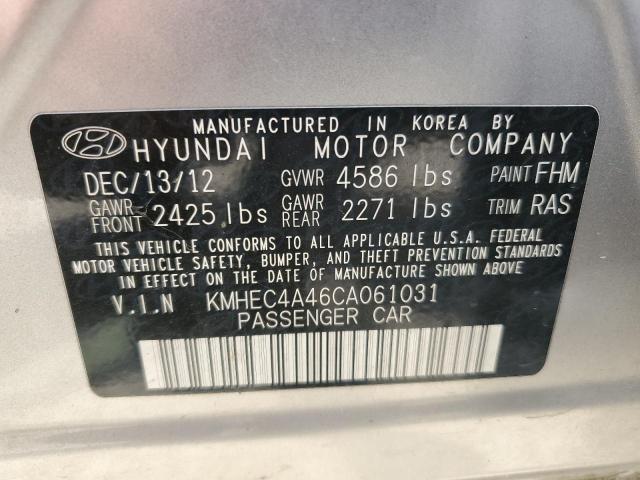 MANUFACTURED IN KOREA BY
HYUNDAI MOTOR COMPANY
DEC/13/12 GVWR 4586 lbs PAINT FHM
GAWR-FRONT 2425 lbs GAWR REAR 2271 lbs TRIM RAS
THIS VEHICLE CONFORMS TO ALL APPLICABLE U.S.A. FEDERAL
MOTOR VEHICLE SAFETY, BUMPER, AND THEFT PREVENTION STANDARDS
IN EFFECT ON THE DATE OF MANUFACTURE SHOWN ABOVE.
V.I.N KMHEC4A46CA061031
PASSENGER CAR